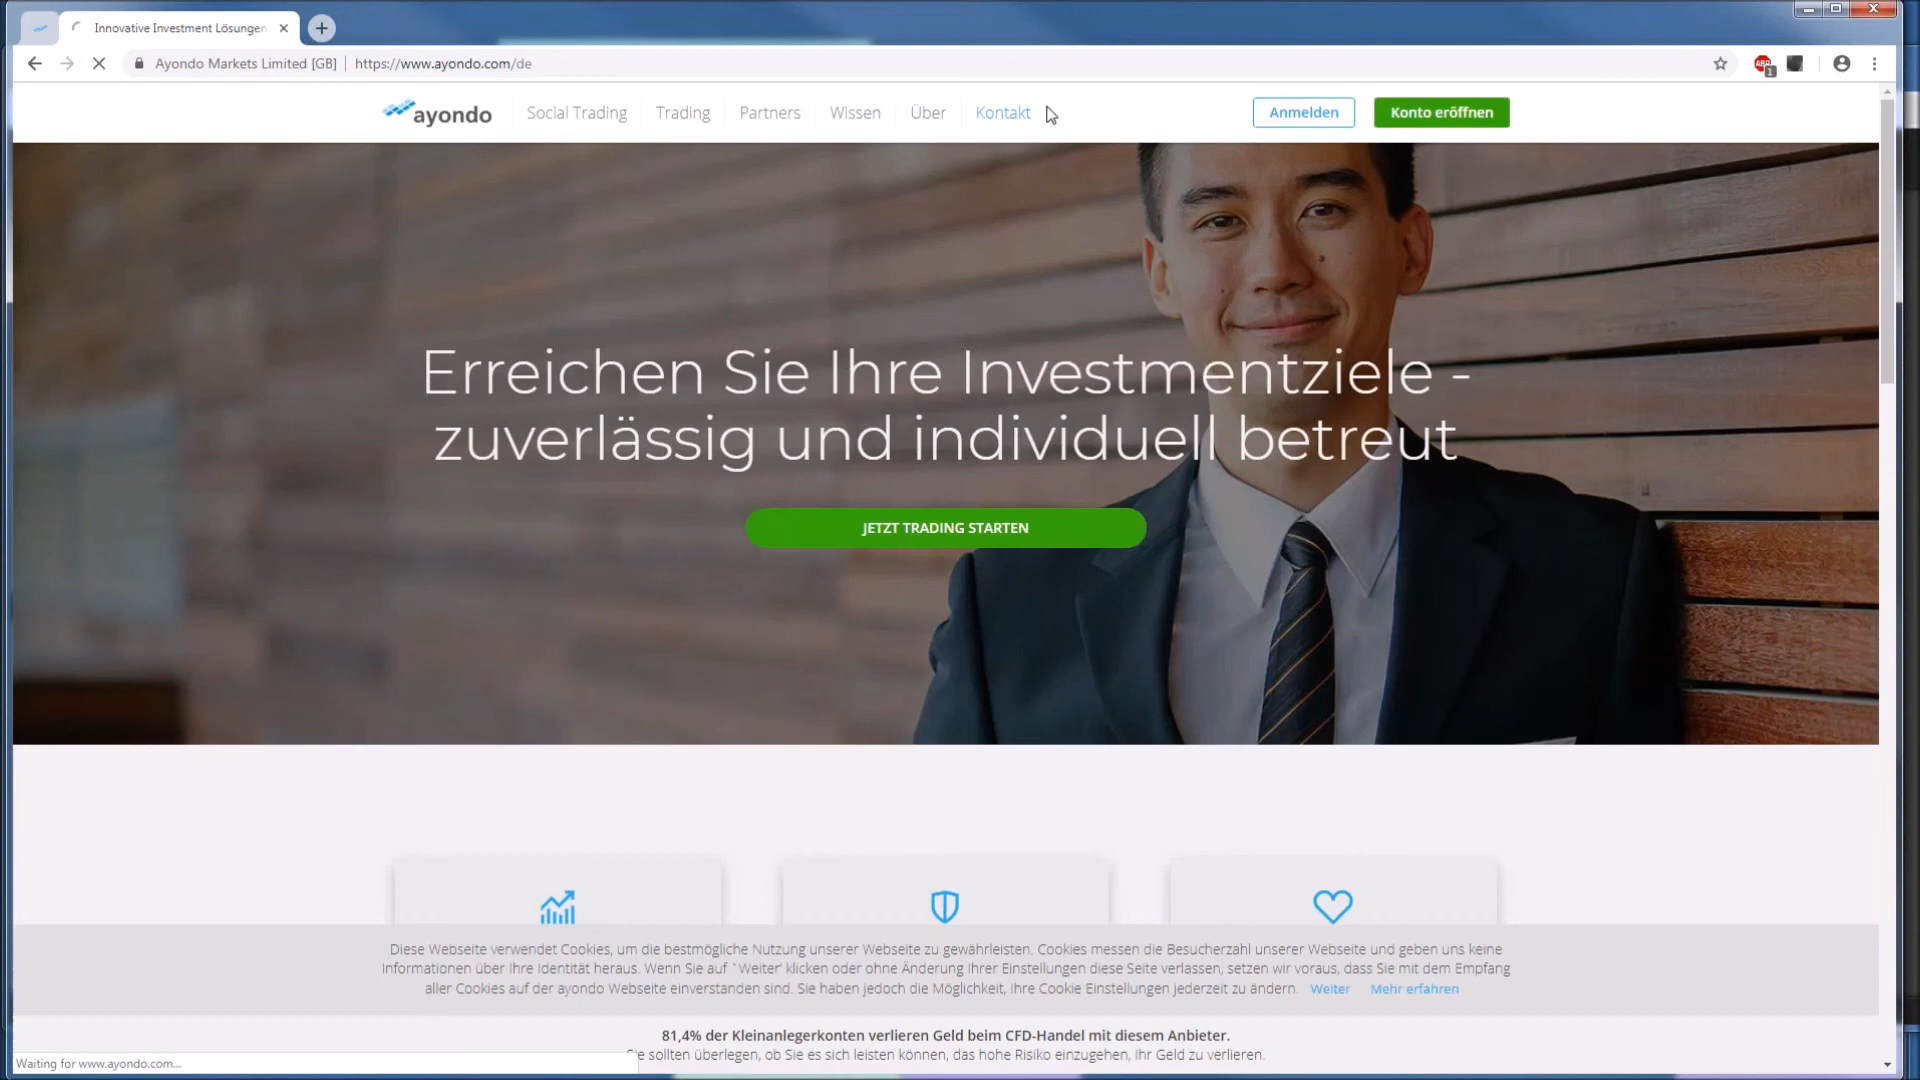 Innovative Investment Lösungen
Ayondo Markets Limited [GB] https://www.ayondo.com/de
ABP
1
ayondo Social Trading Trading Partners Wissen Über Kontakt Anmelden Konto eröffnen
Erreichen Sie Ihre Investmentziele -
zuverlässig und individuell betreut
JETZT TRADING STARTEN
Diese Webseite verwendet Cookies, um die bestmögliche Nutzung unserer Webseite zu gewährleisten. Cookies messen die Besucherzahl unserer Webseite und geben uns keine
Informationen über Ihre Identität heraus. Wenn Sie auf `Weiter' klicken oder ohne Änderung Ihrer Einstellungen diese Seite verlassen, setzen wir voraus, dass Sie mit dem Empfang
aller Cookies auf der ayondo Webseite einverstanden sind. Sie haben jedoch die Möglichkeit, Ihre Cookie Einstellungen jederzeit zu ändern. Weiter Mehr erfahren
81,4% der Kleinanlegerkonten verlieren Geld beim CFD-Handel mit diesem Anbieter.
Sie sollten überlegen, ob Sie es sich leisten können, das hohe Risiko einzugehen, Ihr Geld zu verlieren.
Waiting for www.ayondo.com...